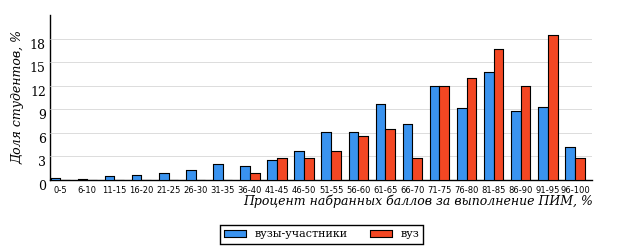 Доля студентов, %
18
15
12
9
6
3
0
0-5 6-10 11-15 16-20 21-25 26-30 31-35 36-40 41-45 46-50 51-55 56-60 61-65 66-70 71-75 76-80 81-85 86-90 91-95 96-100
Процент набранных баллов за выполнение ПИМ, %
вузы-участники вуз